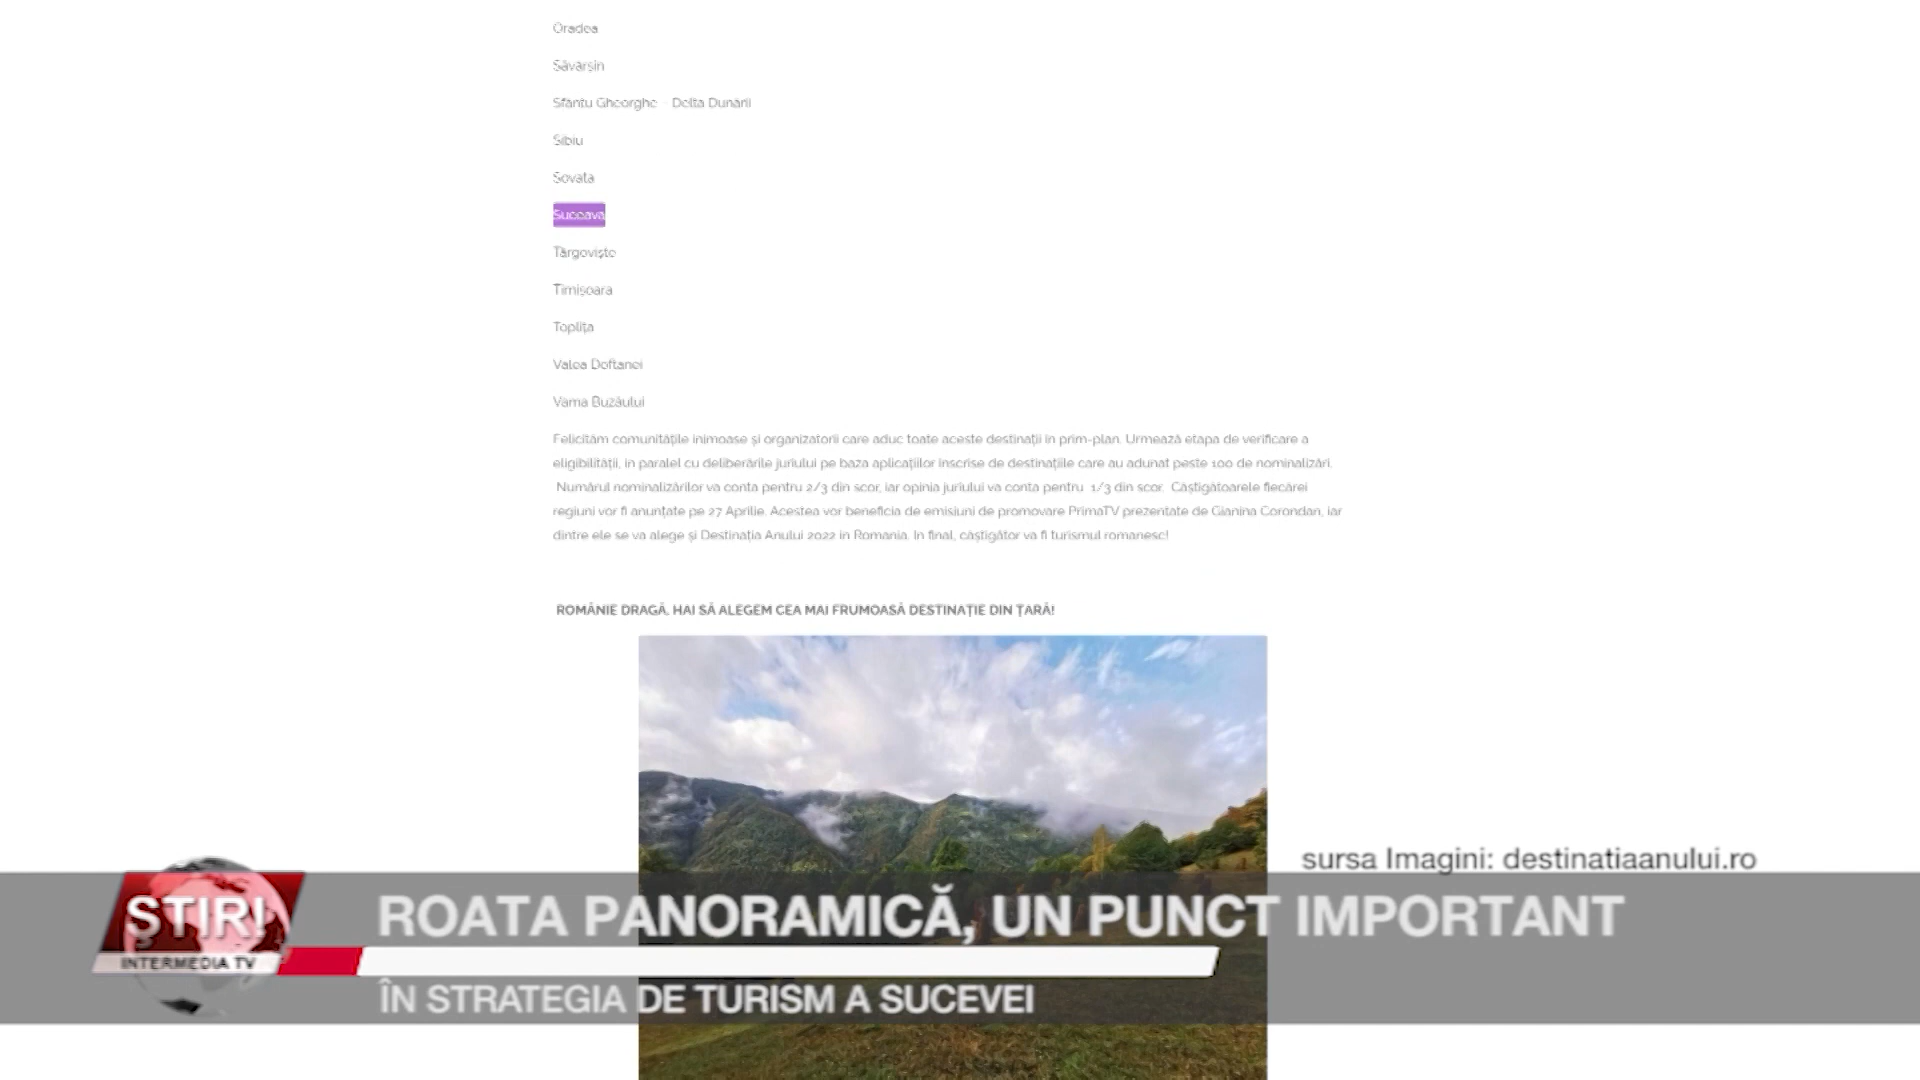 Oradea
Săvârșin
Sfântu Gheorghe – Delta Dunării
Sibiu
Sovata
Suceava
Târgoviște
Timișoara
Toplița
Valea Doftanei
Vama Buzăului
Felicităm comunitățile inimoase și organizatorii care aduc toate aceste destinații în prim-plan. Urmează etapa de verificare a
eligibilității, în paralel cu deliberările juriului pe baza aplicațiilor înscrise de destinațiile care au adunat peste 100 de nominalizări.
Numărul nominalizărilor va conta pentru 2/3 din scor, iar opinia juriului va conta pentru 1/3 din scor. Câștigătoarele fiecărei
regiuni vor fi anunțate pe 27 Aprilie. Acestea vor beneficia de emisiuni de promovare PrimaTV prezentate de Gianina Corondan, iar
dintre ele se va alege și Destinația Anului 2022 în Romania. In final, câștigător va fi turismul romanesc!
ROMÂNIE DRAGĂ, HAI SĂ ALEGEM CEA MAI FRUMOASĂ DESTINAȚIE DIN ȚARĂ!
sursa Imagini: destinatiaanului.ro
ȘTIRI
INTERMEDIA TV
ROATA PANORAMICĂ, UN PUNCT IMPORTANT
ÎN STRATEGIA DE TURISM A SUCEVEI